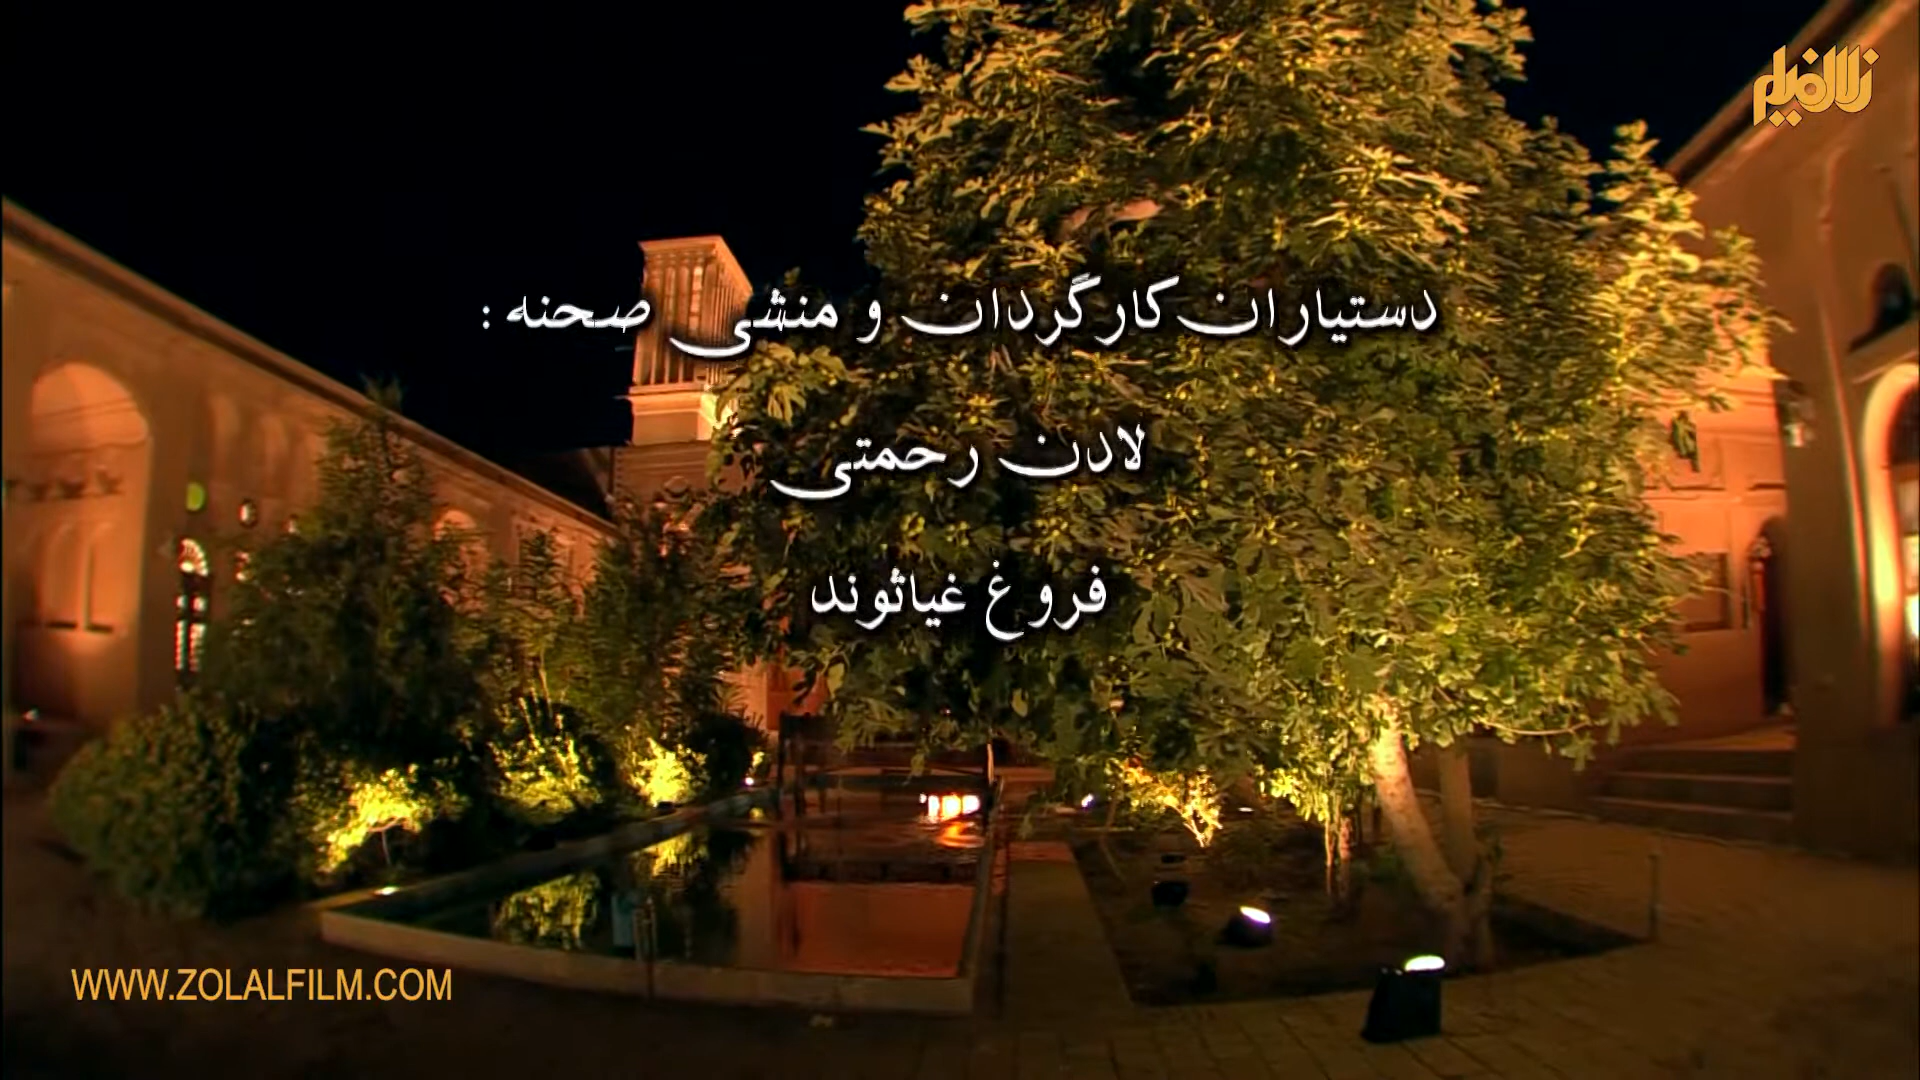 زلال فیلم
دستیاران کارگردان و منشی صحنه :
لادن رحمتی
فروغ غیاثوند
WWW.ZOLALFILM.COM